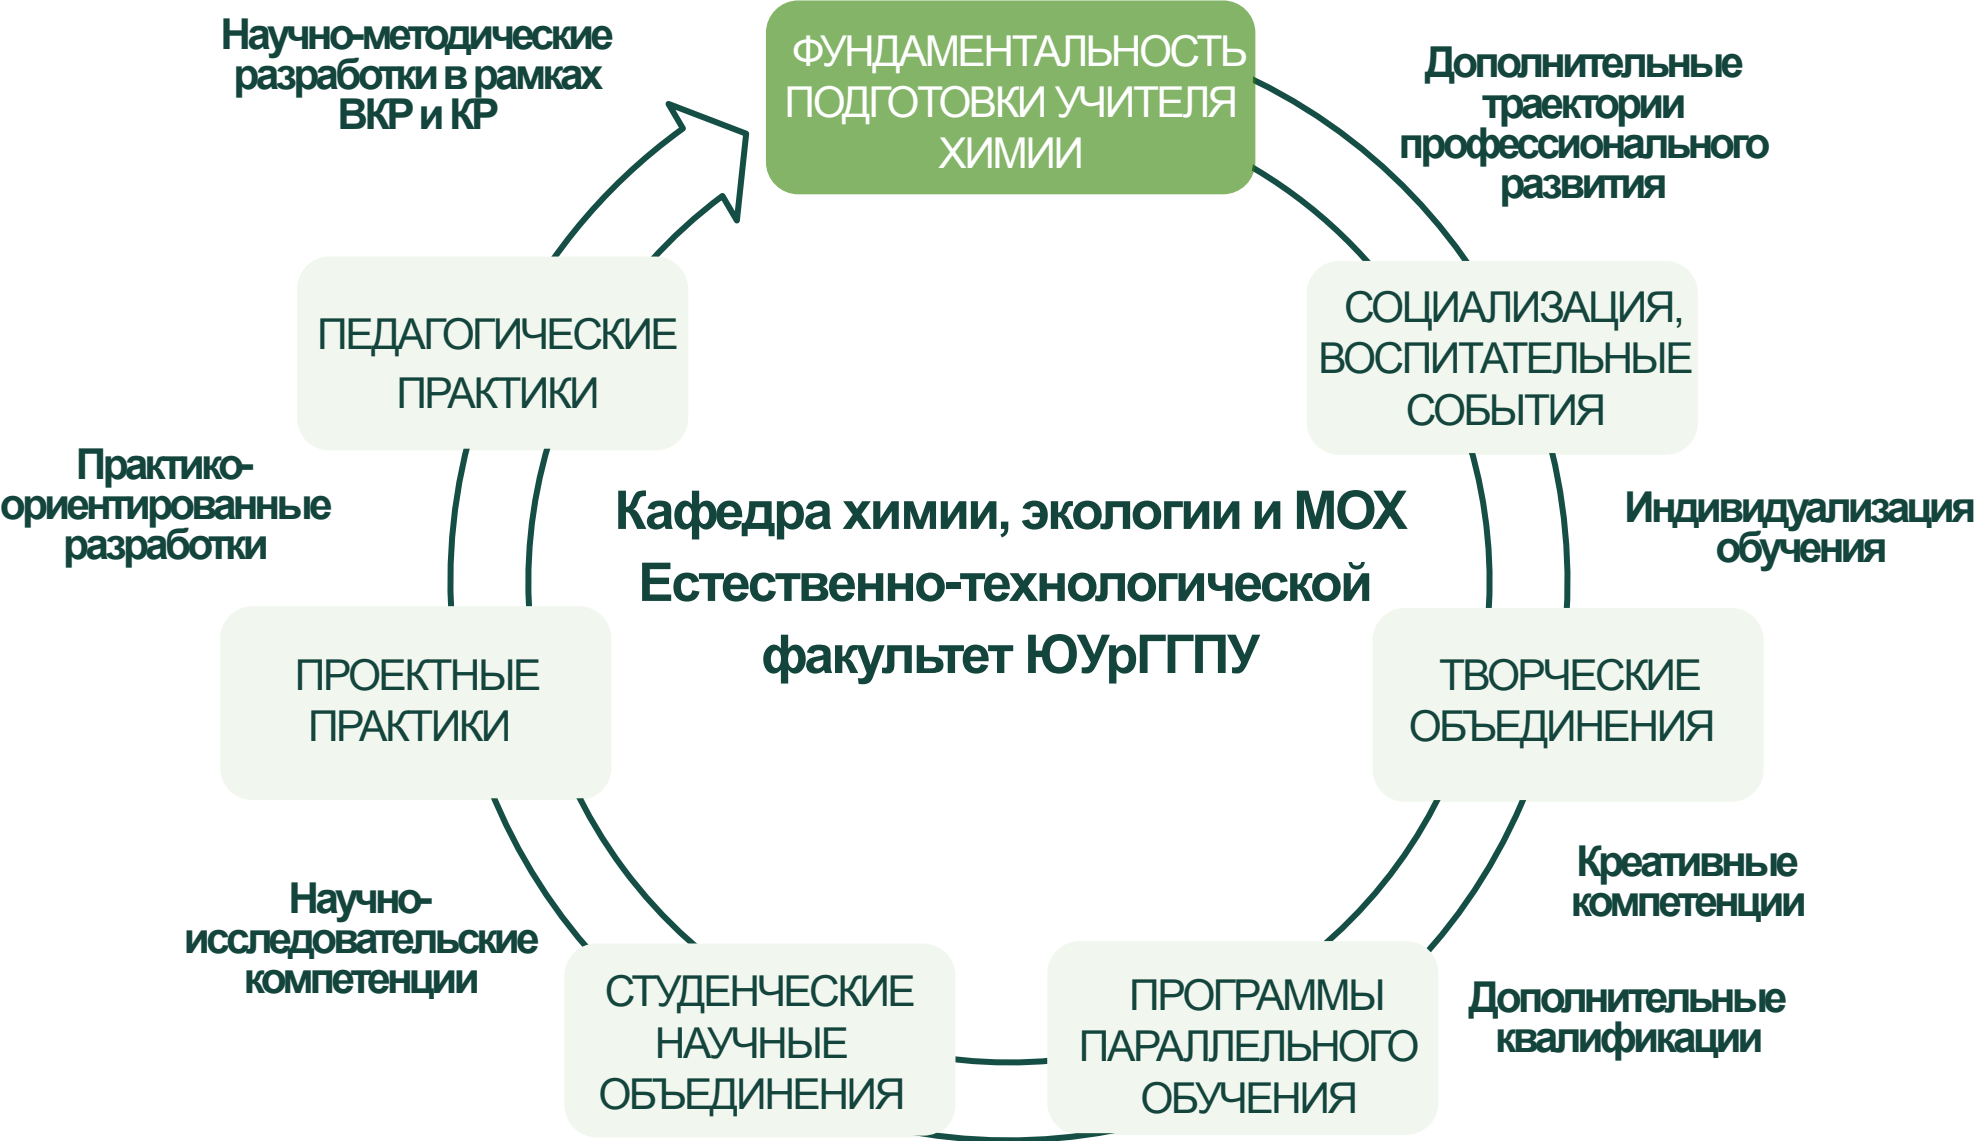 Научно-методические
разработки в рамках
ВКР и КР
ФУНДАМЕНТАЛЬНОСТЬ
ПОДГОТОВКИ УЧИТЕЛЯ
ХИМИИ
Дополнительные
траектории
профессионального
развития
ПЕДАГОГИЧЕСКИЕ
ПРАКТИКИ
СОЦИАЛИЗАЦИЯ,
ВОСПИТАТЕЛЬНЫЕ
СОБЫТИЯ
Практико-
ориентированные
разработки
Кафедра химии, экологии и МОХ
Естественно-технологической
факультет ЮУрГГПУ
Индивидуализация
обучения
ПРОЕКТНЫЕ
ПРАКТИКИ
ТВОРЧЕСКИЕ
ОБЪЕДИНЕНИЯ
Научно-
исследовательские
компетенции
Креативные
компетенции
СТУДЕНЧЕСКИЕ
НАУЧНЫЕ
ОБЪЕДИНЕНИЯ
ПРОГРАММЫ
ПАРАЛЛЕЛЬНОГО
ОБУЧЕНИЯ
Дополнительные
квалификации